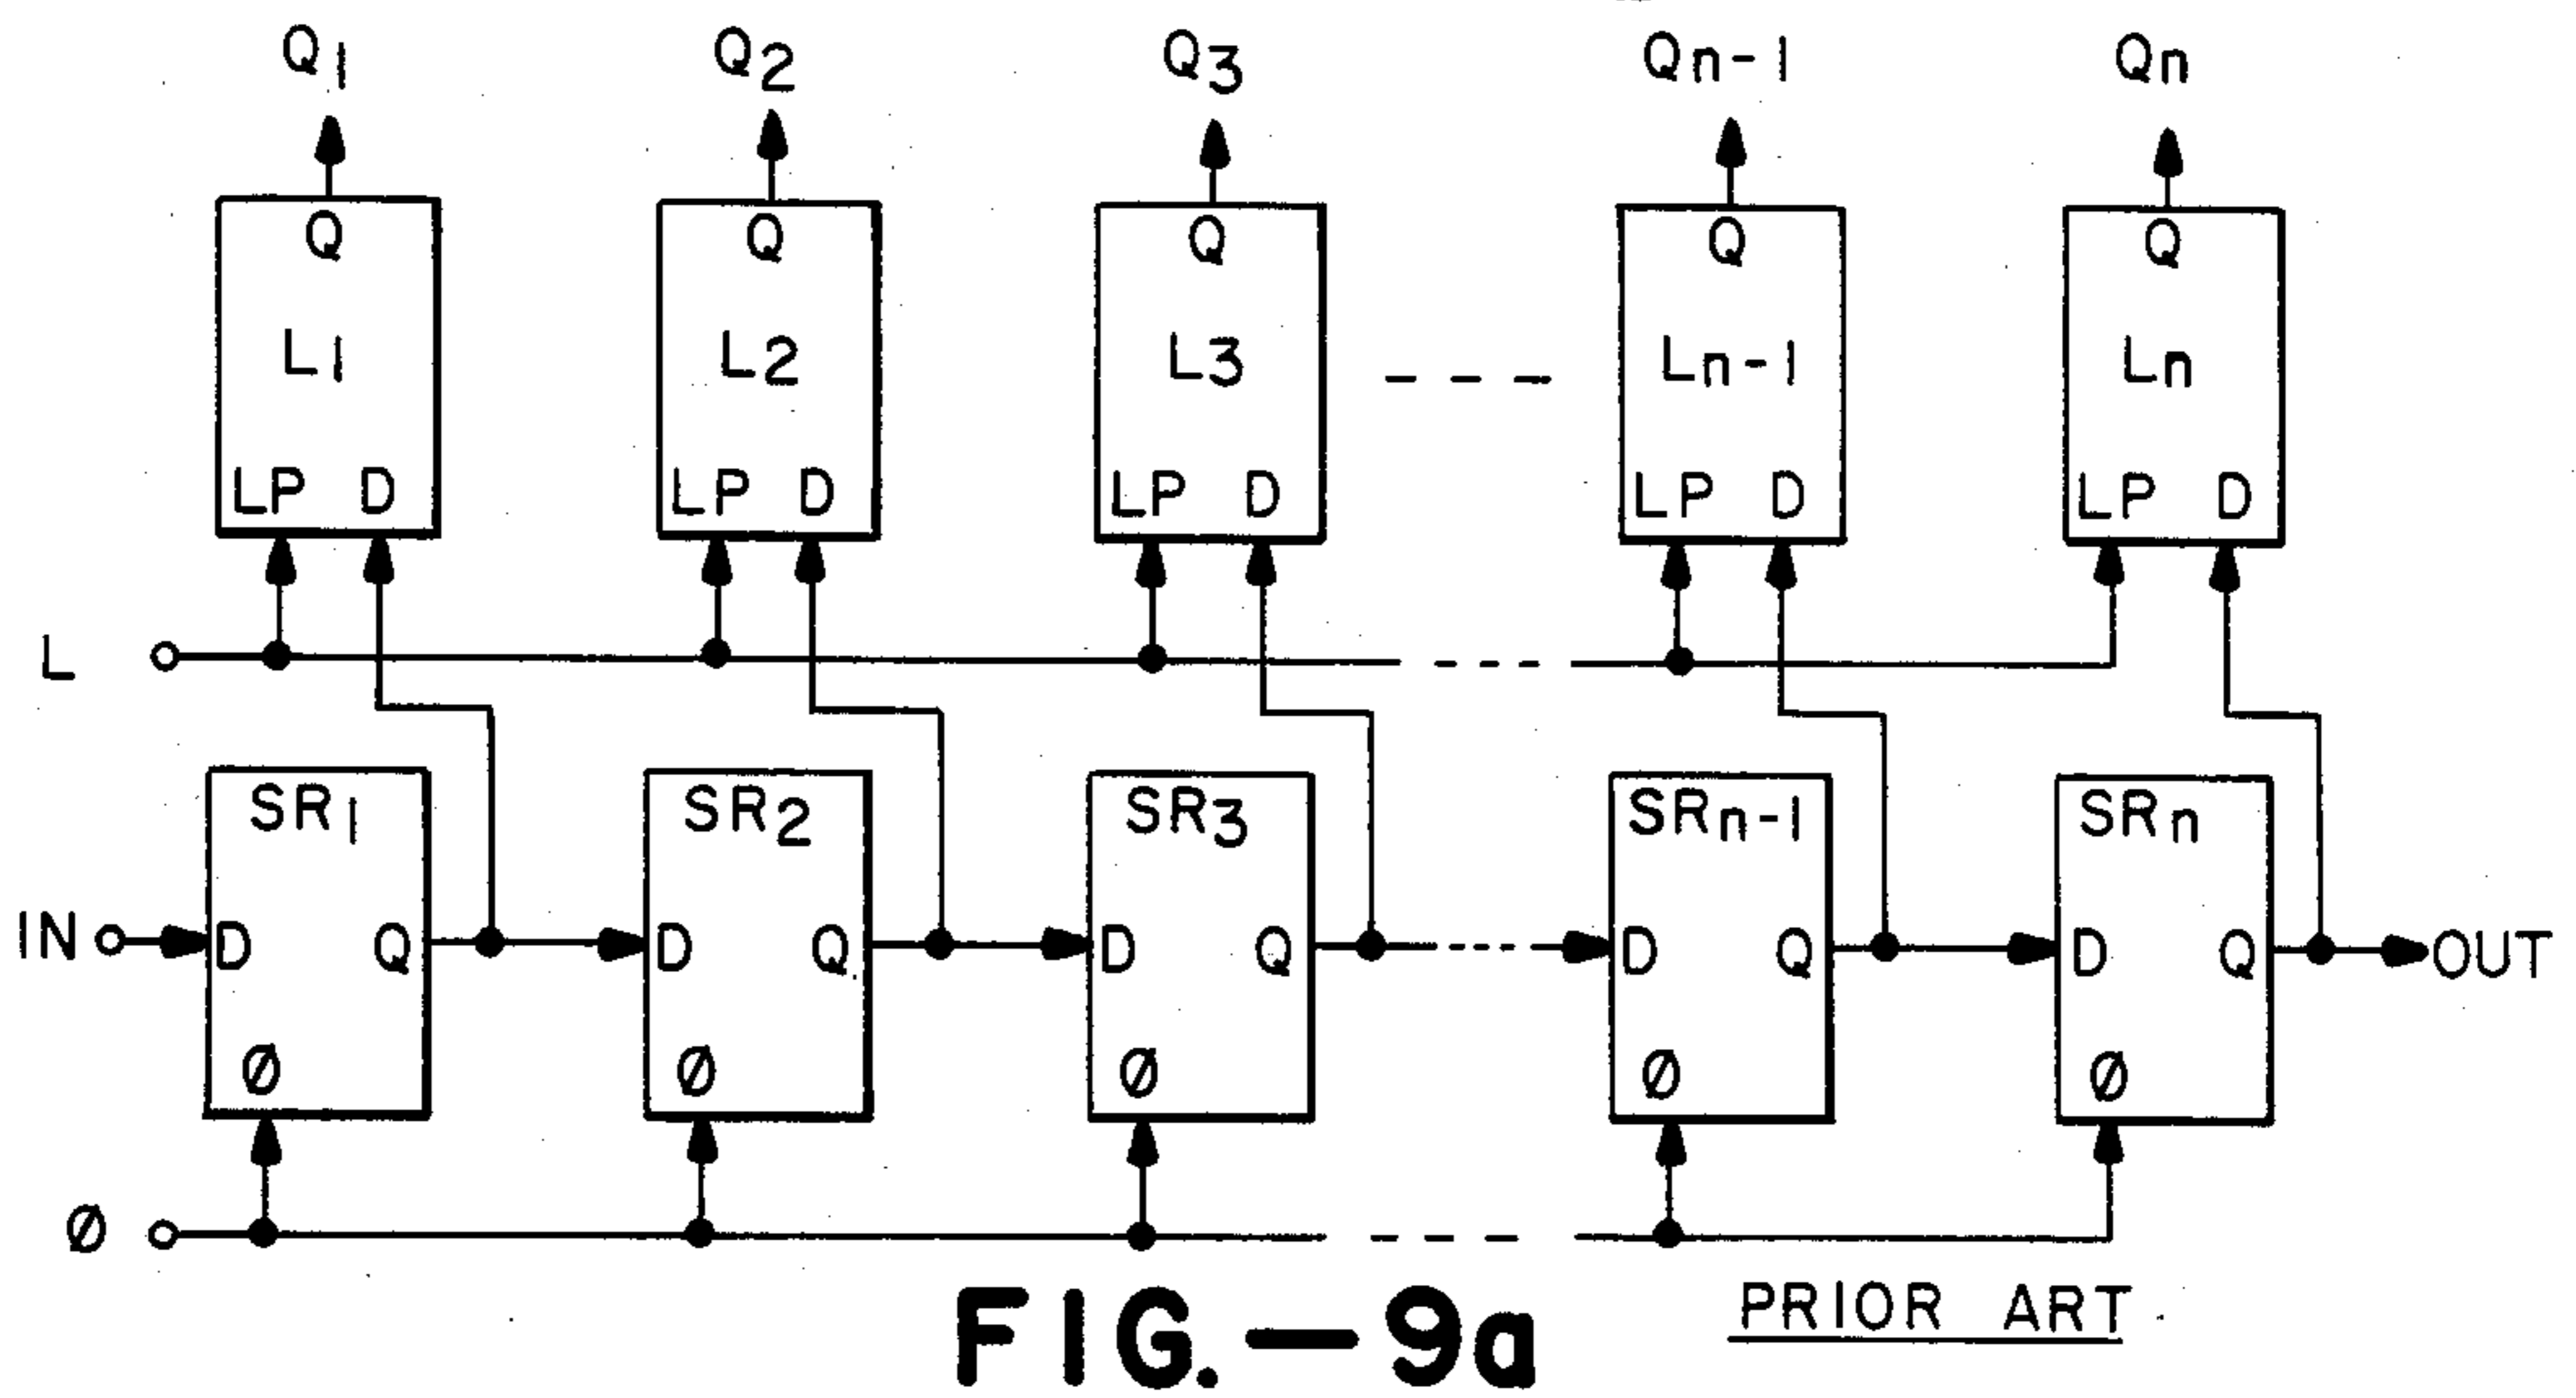 Q1 Q2 Q3 Qn-1 Qn
Q Q Q Q Q
L1 L2 L3 Ln-1 Ln
LP D LP D LP D LP D LP D
L
SR1 SR2 SR3 SRn-1 SRn
IN D Q D Q D Q D Q D Q OUT
Ø Ø Ø Ø Ø
Ø
FIG.-9a PRIOR ART